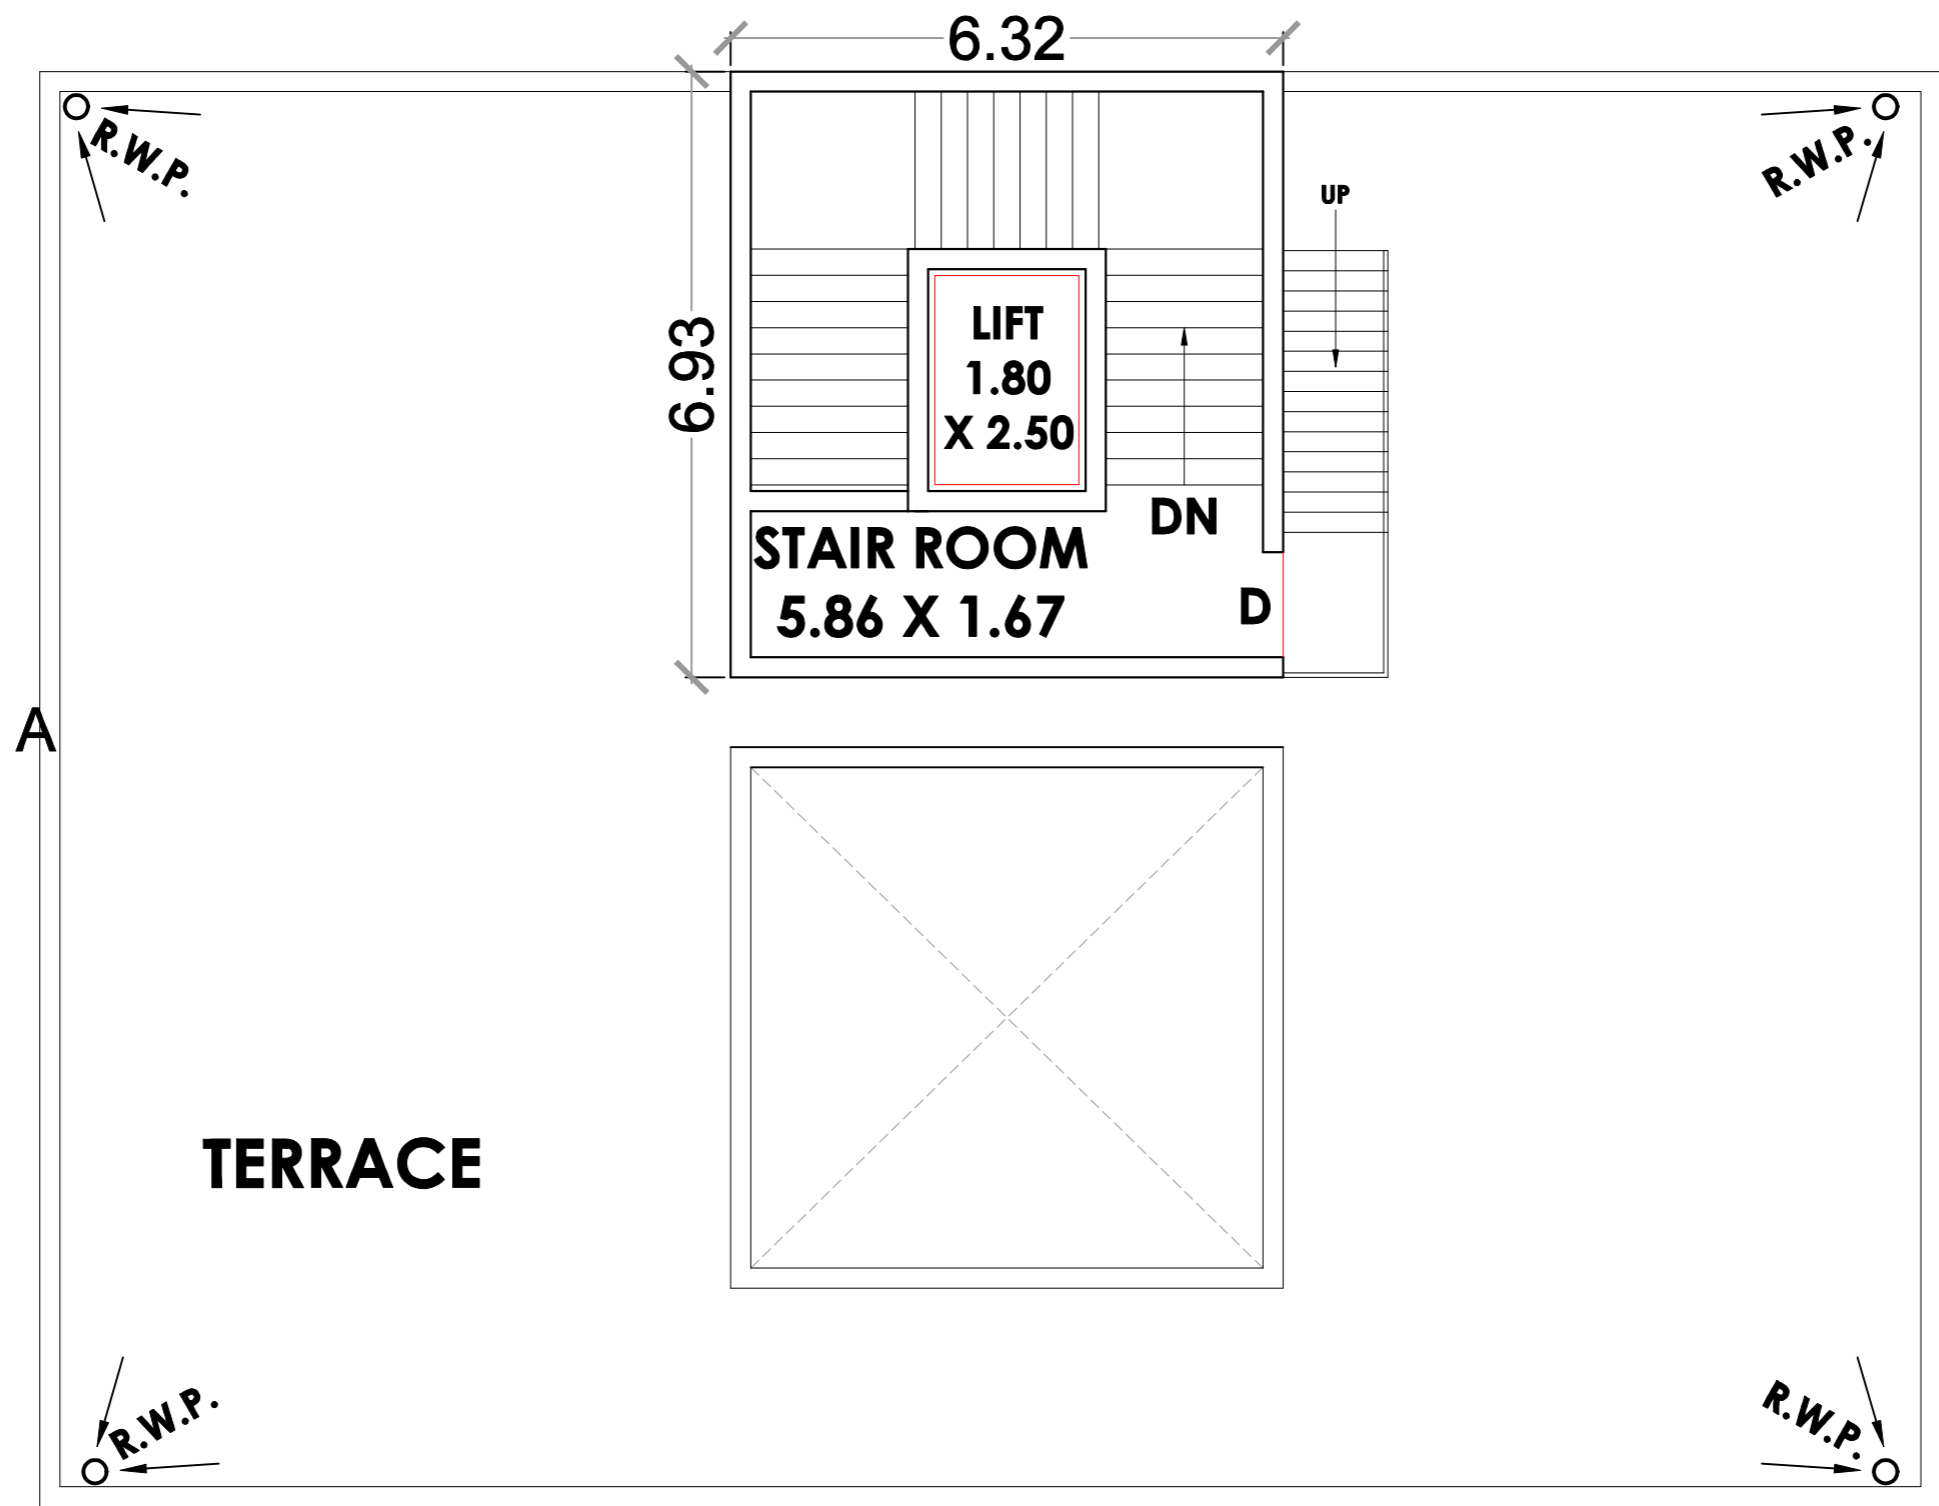 6.32
R.W.P.
R.W.P.
UP
6.93
LIFT
1.80
X 2.50
DN
STAIR ROOM
5.86 X 1.67
D
A
TERRACE
R.W.P.
R.W.P.